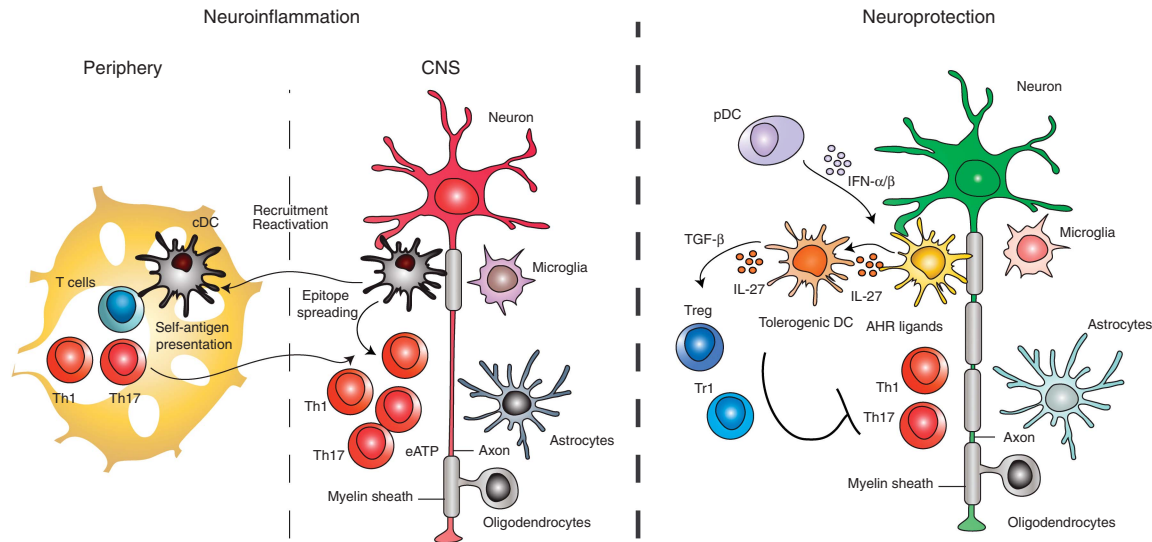 Neuroinflammation
Periphery
CNS
Neuron
cDC
Recruitment
Reactivation
T cells
Microglia
Epitope
spreading
Self-antigen
presentation
Th1
Th17
Th1
Th17
eATP
Axon
Astrocytes
Myelin sheath
Oligodendrocytes
Neuroprotection
Neuron
pDC
IFN-α/β
TGF-β
Microglia
IL-27
IL-27
Treg
Tolerogenic DC
AHR ligands
Astrocytes
Tr1
Th1
Th17
Axon
Myelin sheath
Oligodendrocytes